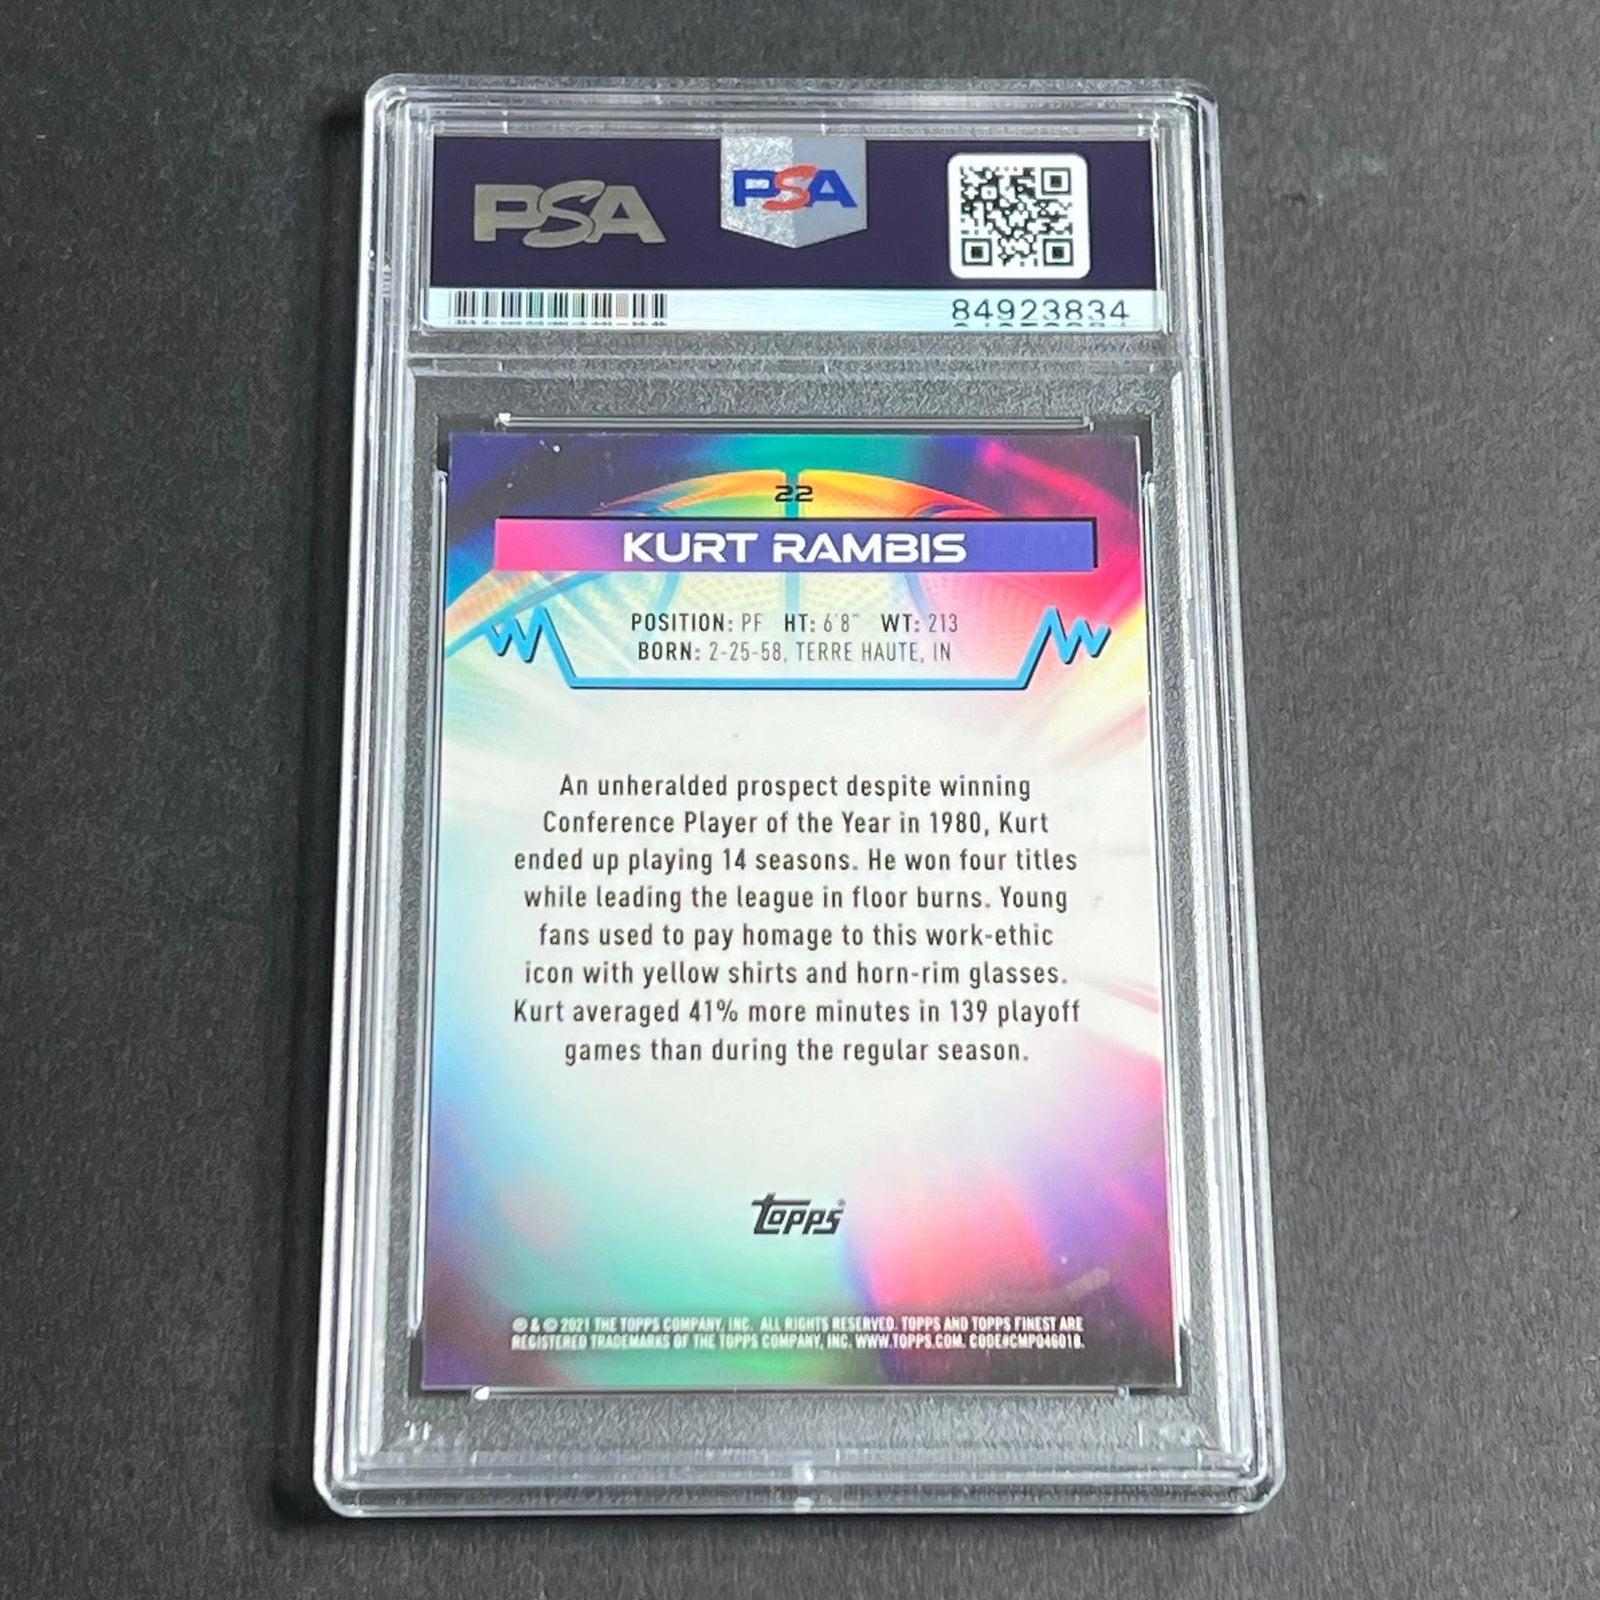 PSA
PSA
84923834
22
KURT RAMBIS
POSITION: PF HT: 6'8" WT: 213
BORN: 2-25-58, TERRE HAUTE, IN
An unheralded prospect despite winning
Conference Player of the Year in 1980, Kurt
ended up playing 14 seasons. He won four titles
while leading the league in floor burns. Young
fans used to pay homage to this work-ethic
icon with yellow shirts and horn-rim glasses.
Kurt averaged 41% more minutes in 139 playoff
games than during the regular season.
topps®
® & © 2021 THE TOPPS COMPANY, INC. ALL RIGHTS RESERVED. TOPPS AND TOPPS FINEST ARE
REGISTERED TRADEMARKS OF THE TOPPS COMPANY, INC. WWW.TOPPS.COM. CODE#CMP046018.